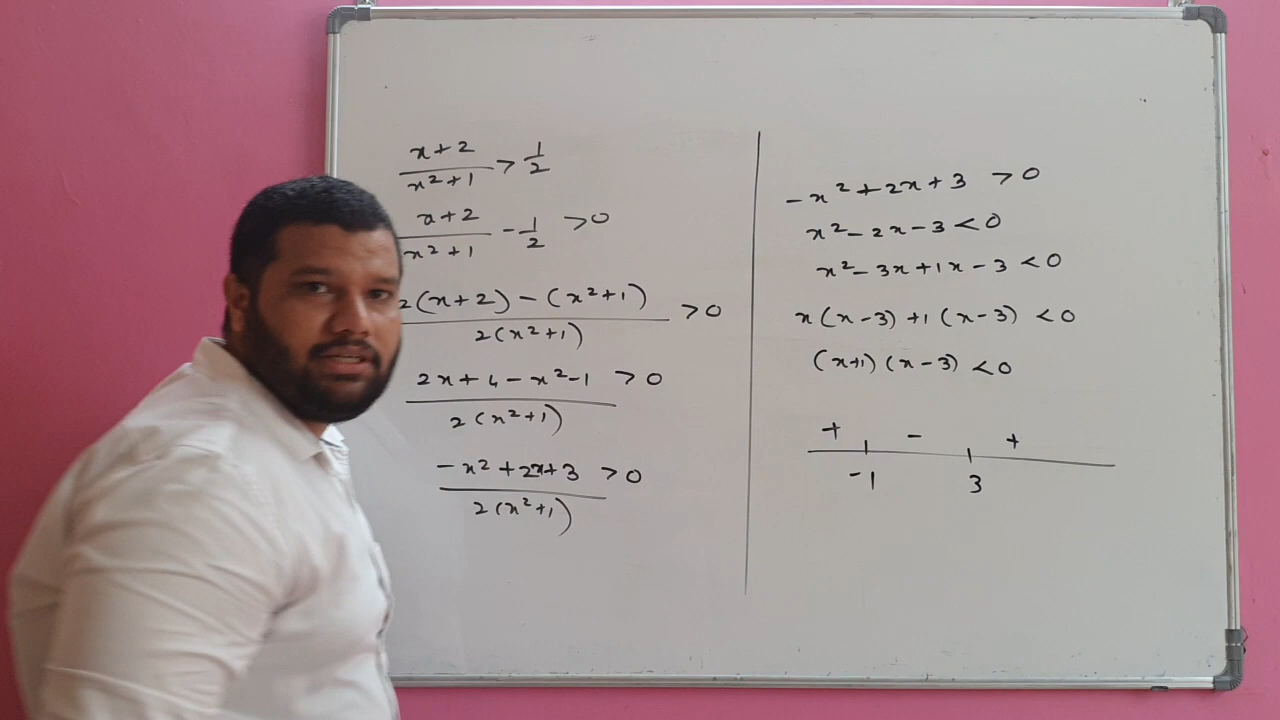 x+2/x²+1 > 1/2
x+2/x²+1 - 1/2 > 0
2(x+2) - (x²+1)/2(x²+1) > 0
2x+4-x²-1/2(x²+1) > 0
-x²+2x+3/2(x²+1) > 0
-x²+2x+3 > 0
x²-2x-3 < 0
x²-3x+1x-3 < 0
x(x-3)+1(x-3) < 0
(x+1)(x-3) < 0
+ - +
-1 3